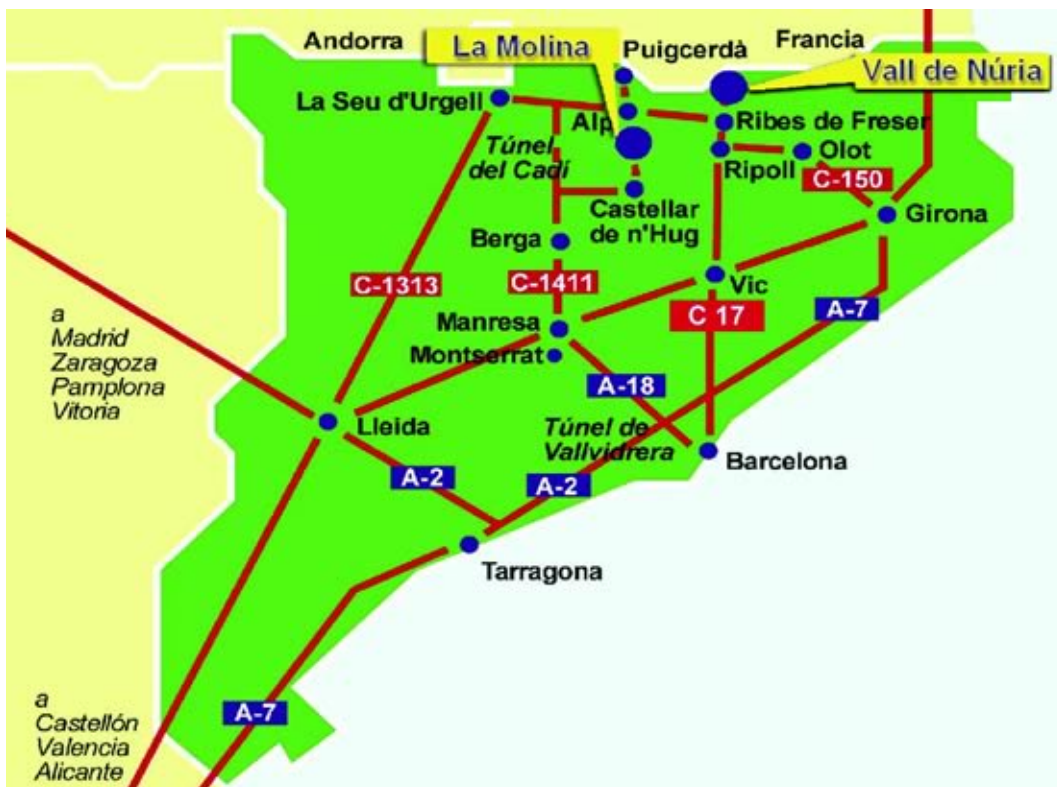 Andorra
La Molina
Puigcerdà
Francia
Vall de Núria
La Seu d'Urgell
Alp
Ribes de Freser
Túnel
del Cadí
Ripoll
Olot
C-150
Castellar
de n'Hug
Girona
Berga
C-1313
C-1411
Vic
C 17
A-7
a
Madrid
Zaragoza
Pamplona
Vitoria
Manresa
Montserrat
A-18
Lleida
Túnel de
Vallvidrera
Barcelona
A-2
A-2
Tarragona
a
Castellón
Valencia
Alicante
A-7